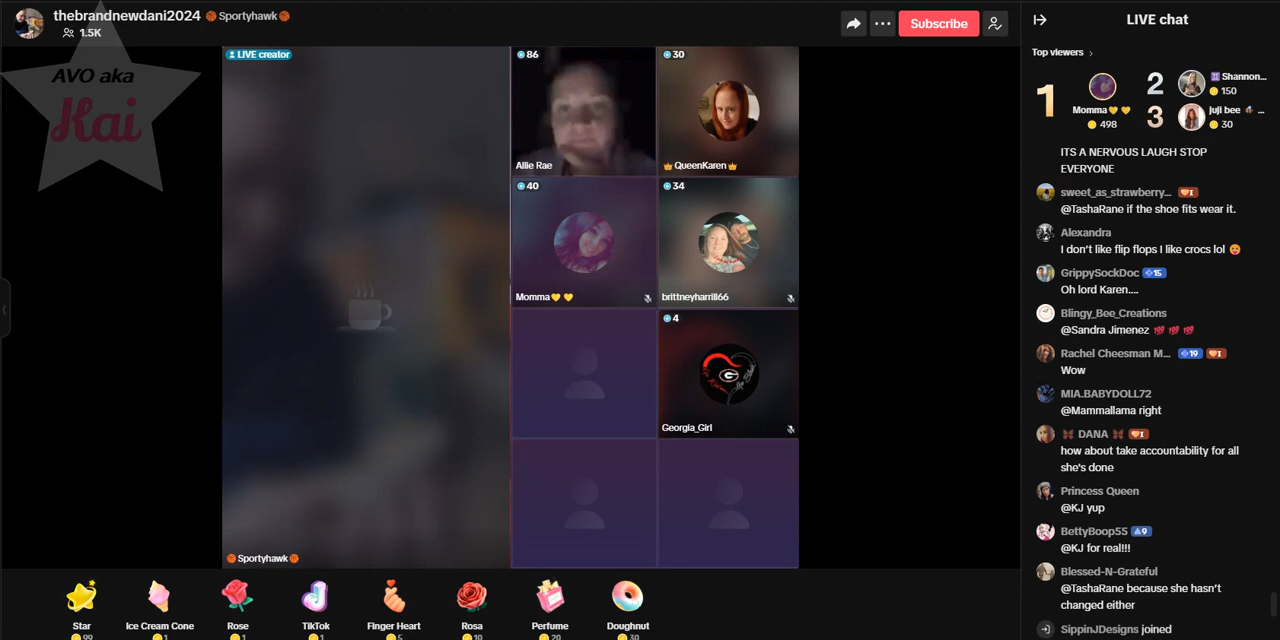 thebrandnewdani2024 🏀 Sportyhawk 🏀
1.5K
Subscribe
AVO aka
Kai
LIVE creator
86
Allie Rae
30
👑 QueenKaren 👑
40
Momma💛 💛
34
brittneyharrill66
4
G
Georgia_Girl
🏀 Sportyhawk 🏀
Star
99
Ice Cream Cone
1
Rose
1
TikTok
1
Finger Heart
5
Rosa
10
Perfume
20
Doughnut
30
LIVE chat
Top viewers
1
Momma💛 💛
498
2
♊ Shannon...
150
3
juji bee 🐝 ...
30
ITS A NERVOUS LAUGH STOP
EVERYONE
sweet_as_strawberry... I
@TashaRane if the shoe fits wear it.
Alexandra
I don't like flip flops I like crocs lol 🥵
GrippySockDoc 15
Oh lord Karen....
Blingy_Bee_Creations
@Sandra Jimenez 💯 💯 💯
Rachel Cheesman M... 19 I
Wow
MIA.BABYDOLL72
@Mammallama right
🦋 DANA 🦋 I
how about take accountability for all
she's done
Princess Queen
@KJ yup
BettyBoop55 9
@KJ for real!!!
Blessed-N-Grateful
@TashaRane because she hasn't
changed either
SippinJDesigns joined